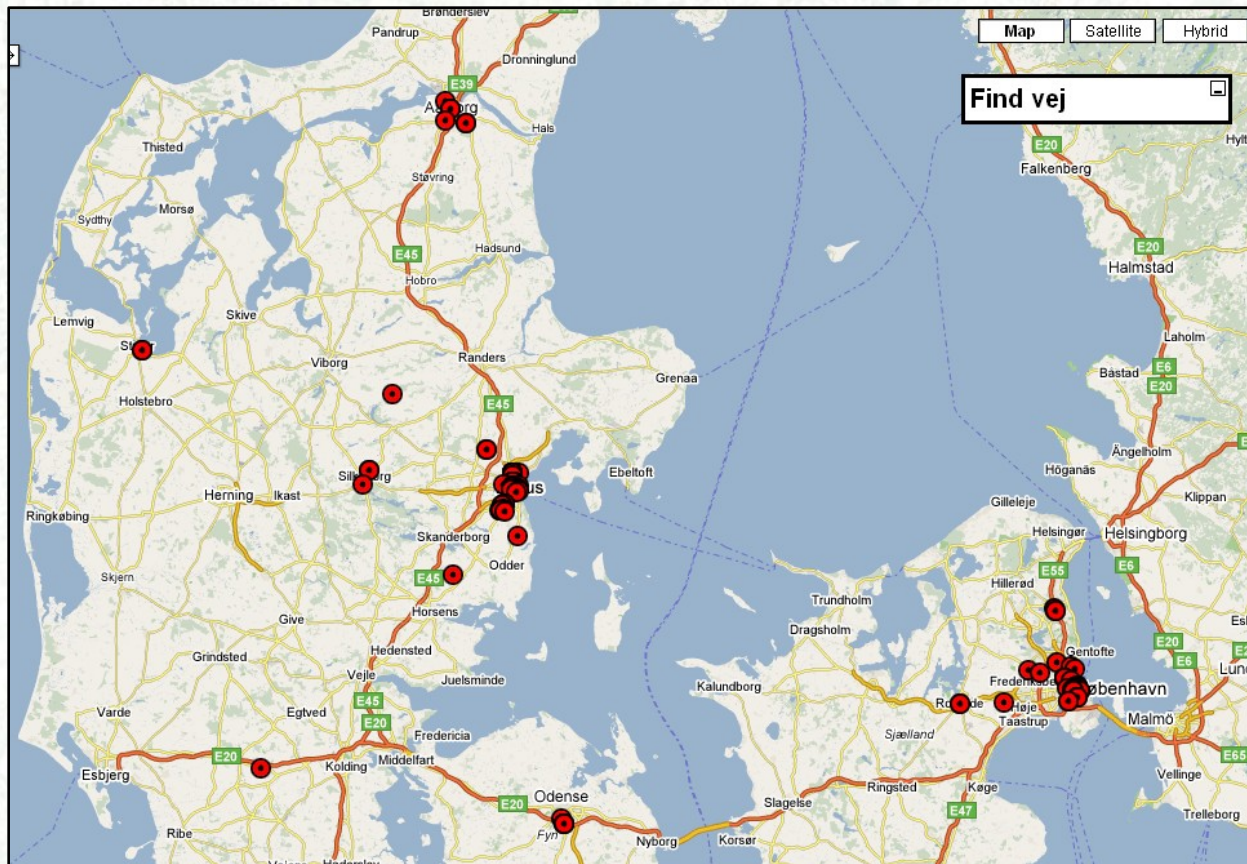 Brønderslev
Pandrup
Dronninglund
Map
Satellite
Hybrid
Find vej
E39
Hals
Thisted
Støvring
E20
Falkenberg
Morsø
Sydthy
Hadsund
E45
Hobro
E20
Halmstad
Lemvig
Skive
Viborg
Randers
Grenaa
Laholm
E6
E20
Båstad
Holstebro
E45
Ängelholm
Höganäs
Ebeltoft
Klippan
Herning
Ikast
Gilleleje
Ringkøbing
Helsingør
Helsingborg
Skanderborg
Odder
E45
E55
E6
Skjern
Hillerød
Horsens
Trundholm
Give
Dragsholm
Hedensted
E20
E6
Gentofte
Grindsted
Vejle
Juelsminde
Kalundborg
E45
Varde
Egtved
E20
Høje
Taastrup
Malmö
Sjælland
Fredericia
E20
Kolding
Middelfart
E65
Esbjerg
Vellinge
Køge
Ringsted
Odense
E20
Slagelse
E47
Trelleborg
Ribe
Fyn
Nyborg
Korsør